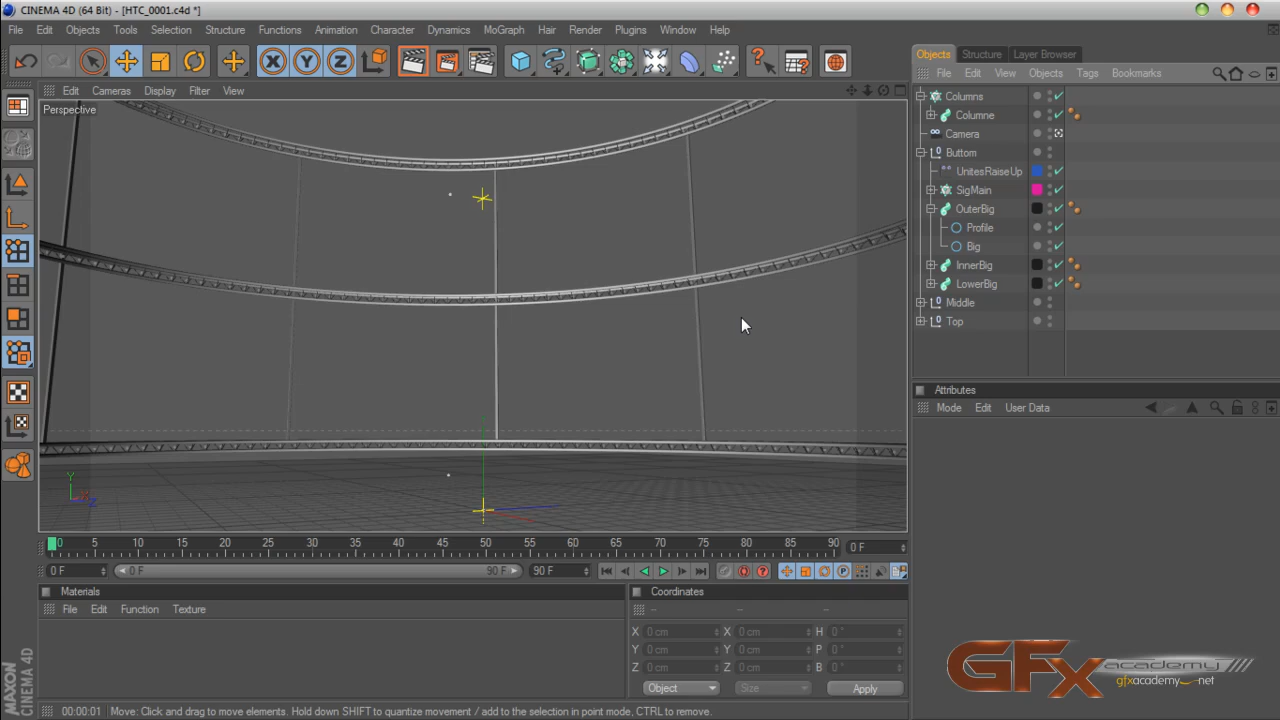 CINEMA 4D (64 Bit) - [HTC_0001.c4d *]
File Edit Objects Tools Selection Structure Functions Animation Character Dynamics MoGraph Hair Render Plugins Window Help
X Y Z
Objects Structure Layer Browser
File Edit View Objects Tags Bookmarks
Edit Cameras Display Filter View
Perspective
Columns
Columne
Camera
Buttom
UnitesRaiseUp
SigMain
OuterBig
Profile
Big
InnerBig
LowerBig
Middle
Top
Attributes
Mode Edit User Data
Y
Z
0 5 10 15 20 25 30 35 40 45 50 55 60 65 70 75 80 85 90 0 F
0 F 0 F 90 F 90 F
P
Materials
File Edit Function Texture
Coordinates
-- -- --
X 0 cm X 0 cm H 0 °
Y 0 cm Y 0 cm P 0 °
Z 0 cm Z 0 cm B 0 °
Object Size Apply
MAXON
CINEMA 4D
00:00:01 Move: Click and drag to move elements. Hold down SHIFT to quantize movement / add to the selection in point mode, CTRL to remove.
GFx academy
gfxacademy.net